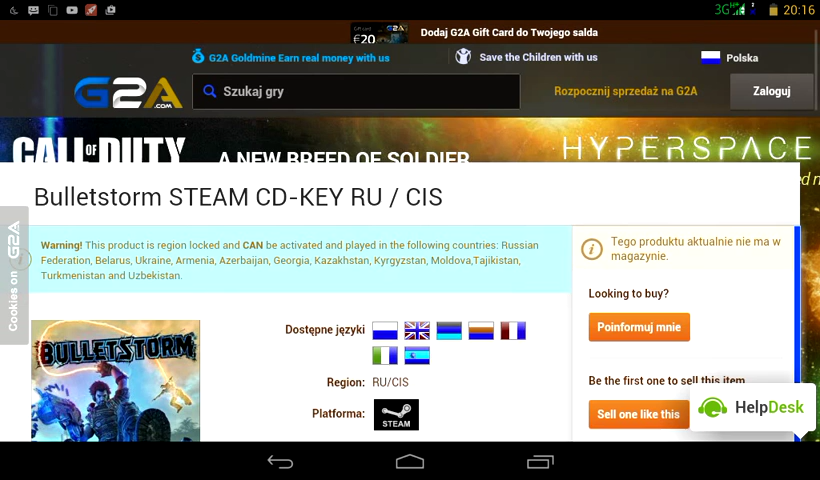 3G H+ 20:16
Gift card
£20
Dodaj G2A Gift Card do Twojego salda
G2A Goldmine Earn real money with us
Save the Children with us
Polska
G2A.COM
Szukaj gry
Rozpocznij sprzedaż na G2A
Zaloguj
CALL OF DUTY
A NEW BREED OF SOLDIER
HYPERSPACE
Bulletstorm STEAM CD-KEY RU / CIS
Cookies on G2A
Warning! This product is region locked and CAN be activated and played in the following countries: Russian
Federation, Belarus, Ukraine, Armenia, Azerbaijan, Georgia, Kazakhstan, Kyrgyzstan, Moldova,Tajikistan,
Turkmenistan and Uzbekistan.
Tego produktu aktualnie nie ma w
magazynie.
Looking to buy?
Poinformuj mnie
Be the first one to sell this item
Sell one like this
HelpDesk
BULLETSTORM
Dostępne języki
Region: RU/CIS
Platforma: STEAM